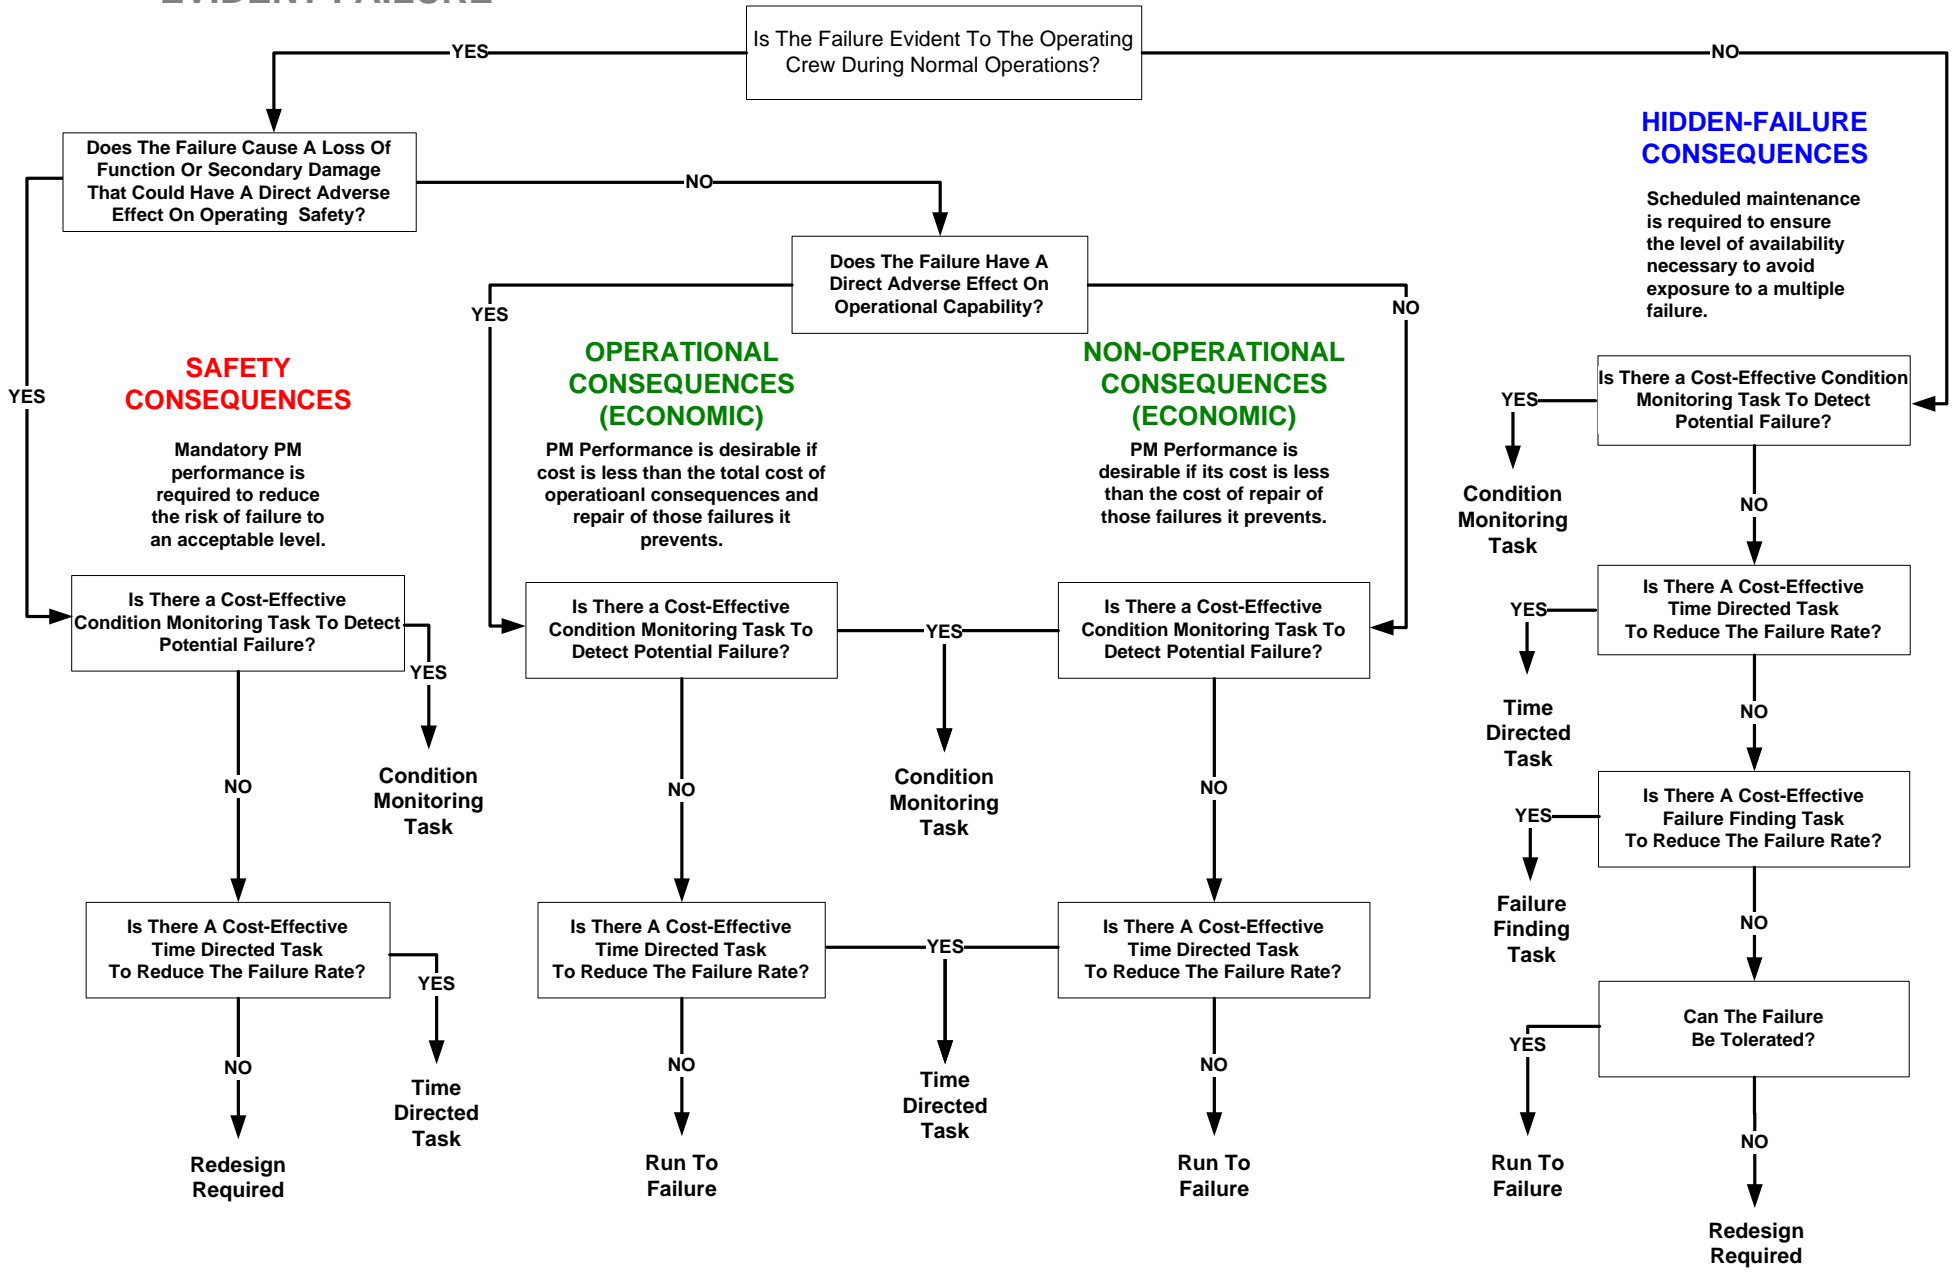 EVIDENT FAILURE
Is The Failure Evident To The Operating
Crew During Normal Operations?
YES
NO
Does The Failure Cause A Loss Of
Function Or Secondary Damage
That Could Have A Direct Adverse
Effect On Operating Safety?
NO
YES
Does The Failure Have A
Direct Adverse Effect On
Operational Capability?
YES
NO
HIDDEN-FAILURE
CONSEQUENCES
Scheduled maintenance
is required to ensure
the level of availability
necessary to avoid
exposure to a multiple
failure.
SAFETY
CONSEQUENCES
Mandatory PM
performance is
required to reduce
the risk of failure to
an acceptable level.
OPERATIONAL
CONSEQUENCES
(ECONOMIC)
PM Performance is desirable if
cost is less than the total cost of
operatioanl consequences and
repair of those failures it
prevents.
NON-OPERATIONAL
CONSEQUENCES
(ECONOMIC)
PM Performance is
desirable if its cost is less
than the cost of repair of
those failures it prevents.
Is There a Cost-Effective Condition
Monitoring Task To Detect
Potential Failure?
YES
Condition
Monitoring
Task
NO
Is There A Cost-Effective
Time Directed Task
To Reduce The Failure Rate?
YES
Time
Directed
Task
NO
Is There A Cost-Effective
Failure Finding Task
To Reduce The Failure Rate?
YES
Failure
Finding
Task
NO
Can The Failure
Be Tolerated?
YES
Run To
Failure
NO
Redesign
Required
Is There a Cost-Effective
Condition Monitoring Task To Detect
Potential Failure?
YES
Condition
Monitoring
Task
NO
Is There A Cost-Effective
Time Directed Task
To Reduce The Failure Rate?
YES
Time
Directed
Task
NO
Redesign
Required
Is There a Cost-Effective
Condition Monitoring Task To
Detect Potential Failure?
YES
Condition
Monitoring
Task
Is There a Cost-Effective
Condition Monitoring Task To
Detect Potential Failure?
NO
NO
Is There A Cost-Effective
Time Directed Task
To Reduce The Failure Rate?
YES
Time
Directed
Task
Is There A Cost-Effective
Time Directed Task
To Reduce The Failure Rate?
NO
Run To
Failure
NO
Run To
Failure